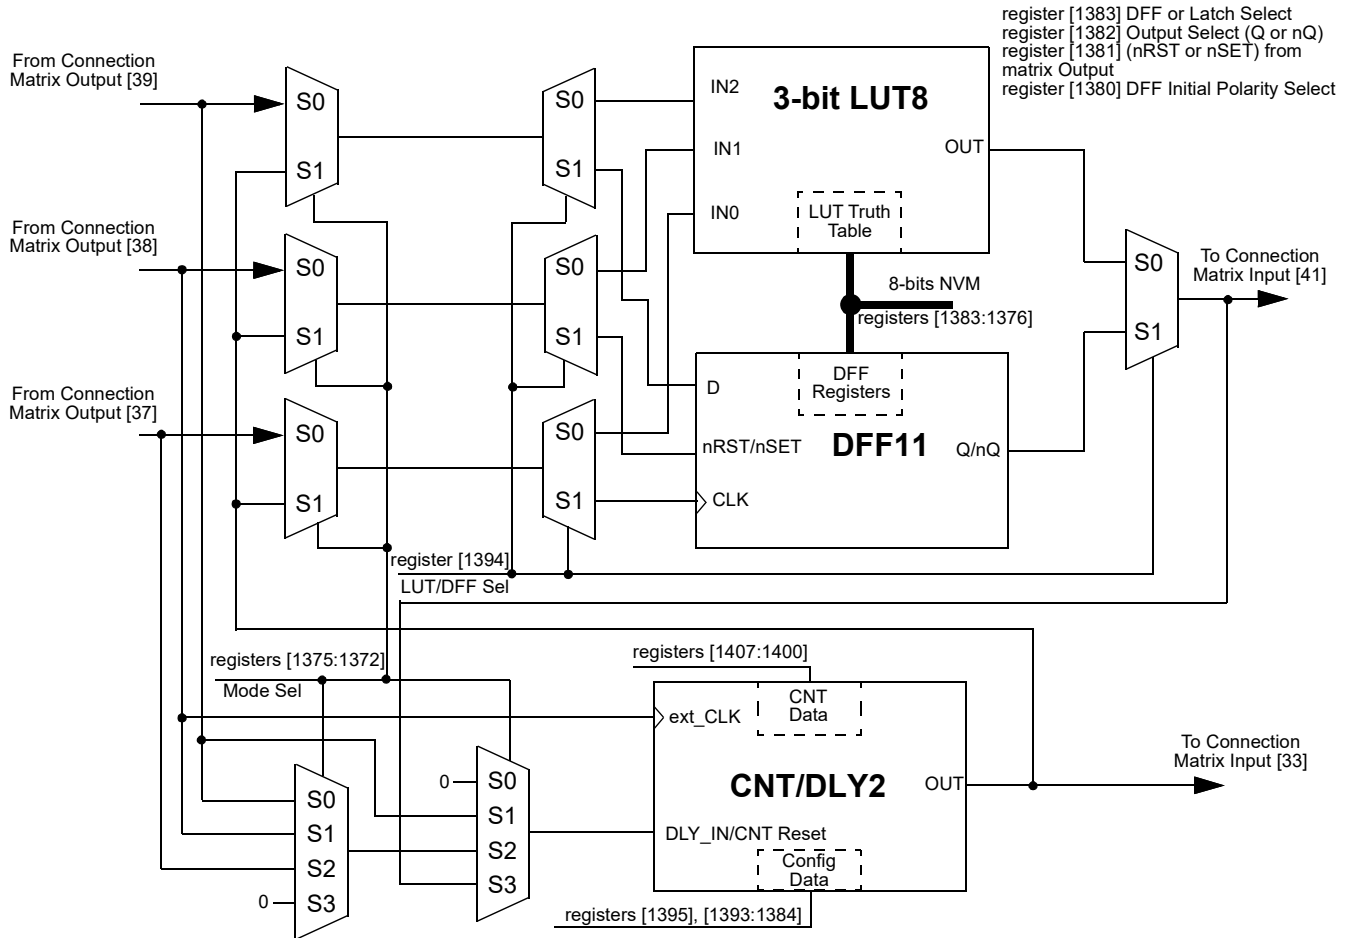 register [1383] DFF or Latch Select
register [1382] Output Select (Q or nQ)
register [1381] (nRST or nSET) from
matrix Output
register [1380] DFF Initial Polarity Select
From Connection
Matrix Output [39]
S0
S1
S0
S1
IN2
IN1
IN0
3-bit LUT8
OUT
LUT Truth
Table
From Connection
Matrix Output [38]
S0
S1
S0
S1
8-bits NVM
registers [1383:1376]
S0
S1
To Connection
Matrix Input [41]
From Connection
Matrix Output [37]
S0
S1
S0
S1
D
nRST/nSET
CLK
DFF
Registers
DFF11
Q/nQ
register [1394]
LUT/DFF Sel
registers [1375:1372]
Mode Sel
registers [1407:1400]
ext_CLK
CNT
Data
CNT/DLY2
OUT
To Connection
Matrix Input [33]
DLY_IN/CNT Reset
Config
Data
registers [1395], [1393:1384]
0
S0
S1
S2
S3
S0
S1
S2
0
S3